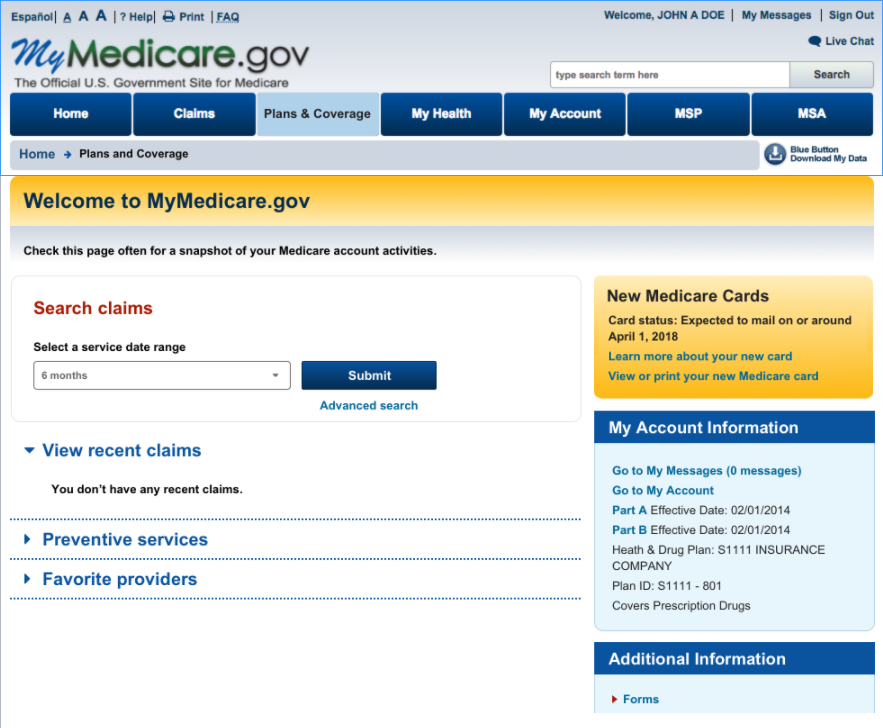 Español| A A A | ? Help| Print | FAQ
Welcome, JOHN A DOE | My Messages | Sign Out
Live Chat
MyMedicare.gov
The Official U.S. Government Site for Medicare
type search term here Search
Home Claims Plans & Coverage My Health My Account MSP MSA
Home Plans and Coverage
Blue Button
Download My Data
Welcome to MyMedicare.gov
Check this page often for a snapshot of your Medicare account activities.
Search claims
Select a service date range
6 months Submit
Advanced search
View recent claims
You don't have any recent claims.
Preventive services
Favorite providers
New Medicare Cards
Card status: Expected to mail on or around
April 1, 2018
Learn more about your new card
View or print your new Medicare card
My Account Information
Go to My Messages (0 messages)
Go to My Account
Part A Effective Date: 02/01/2014
Part B Effective Date: 02/01/2014
Heath & Drug Plan: S1111 INSURANCE
COMPANY
Plan ID: S1111 - 801
Covers Prescription Drugs
Additional Information
Forms